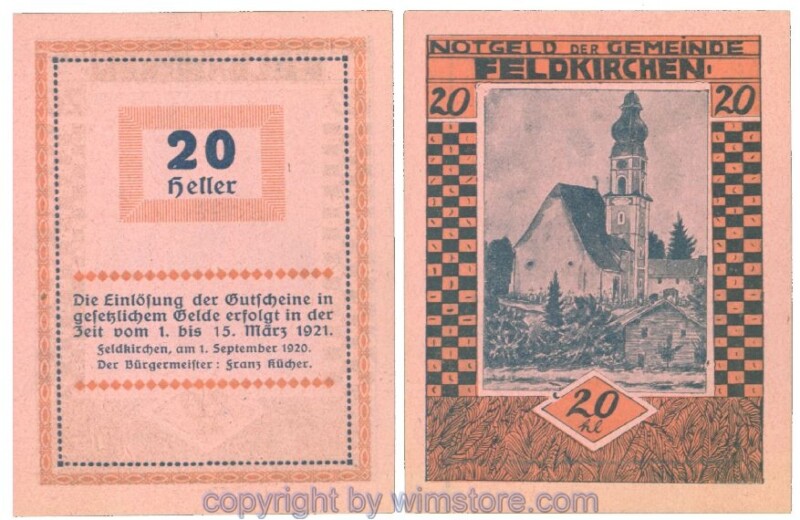 20
Heller
Die Einlösung der Gutscheine in
gesetzlichem Gelde erfolgt in der
Zeit vom 1. bis 15. März 1921.
Feldkirchen, am 1. September 1920.
Der Bürgermeister: Franz Kücher.
NOTGELD DER GEMEINDE
FELDKIRCHEN
20 20
20
hl
copyright by wimstore.com